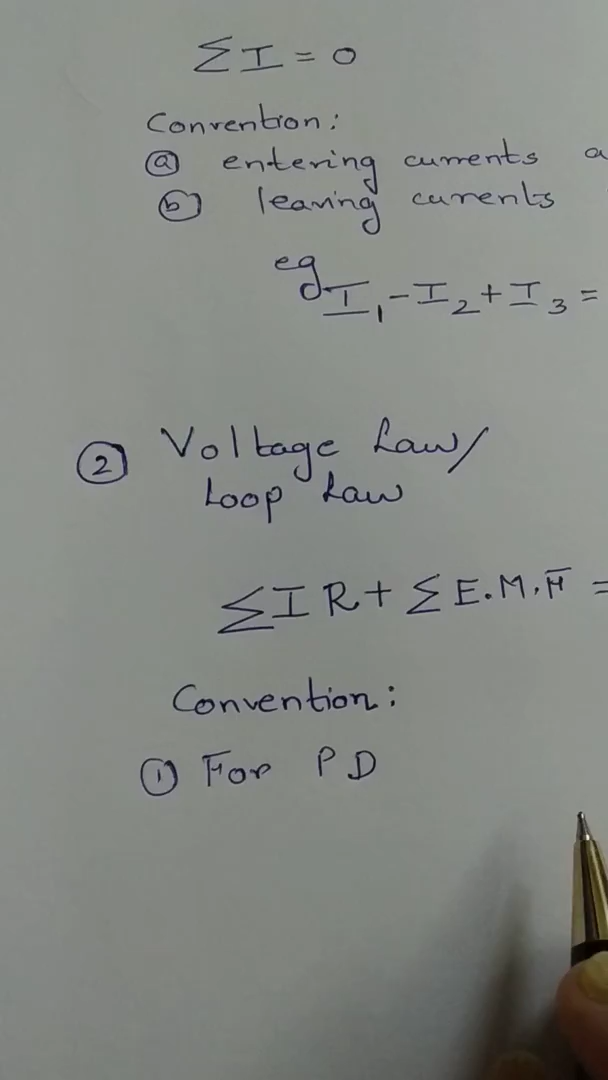 ΣI = 0
Convention:
ⓐ entering currents a
ⓑ leaving currents
eg
I₁ - I₂ + I₃ =
② Voltage Law/
Loop Law
ΣIR + ΣE.M.F =
Convention:
① For PD